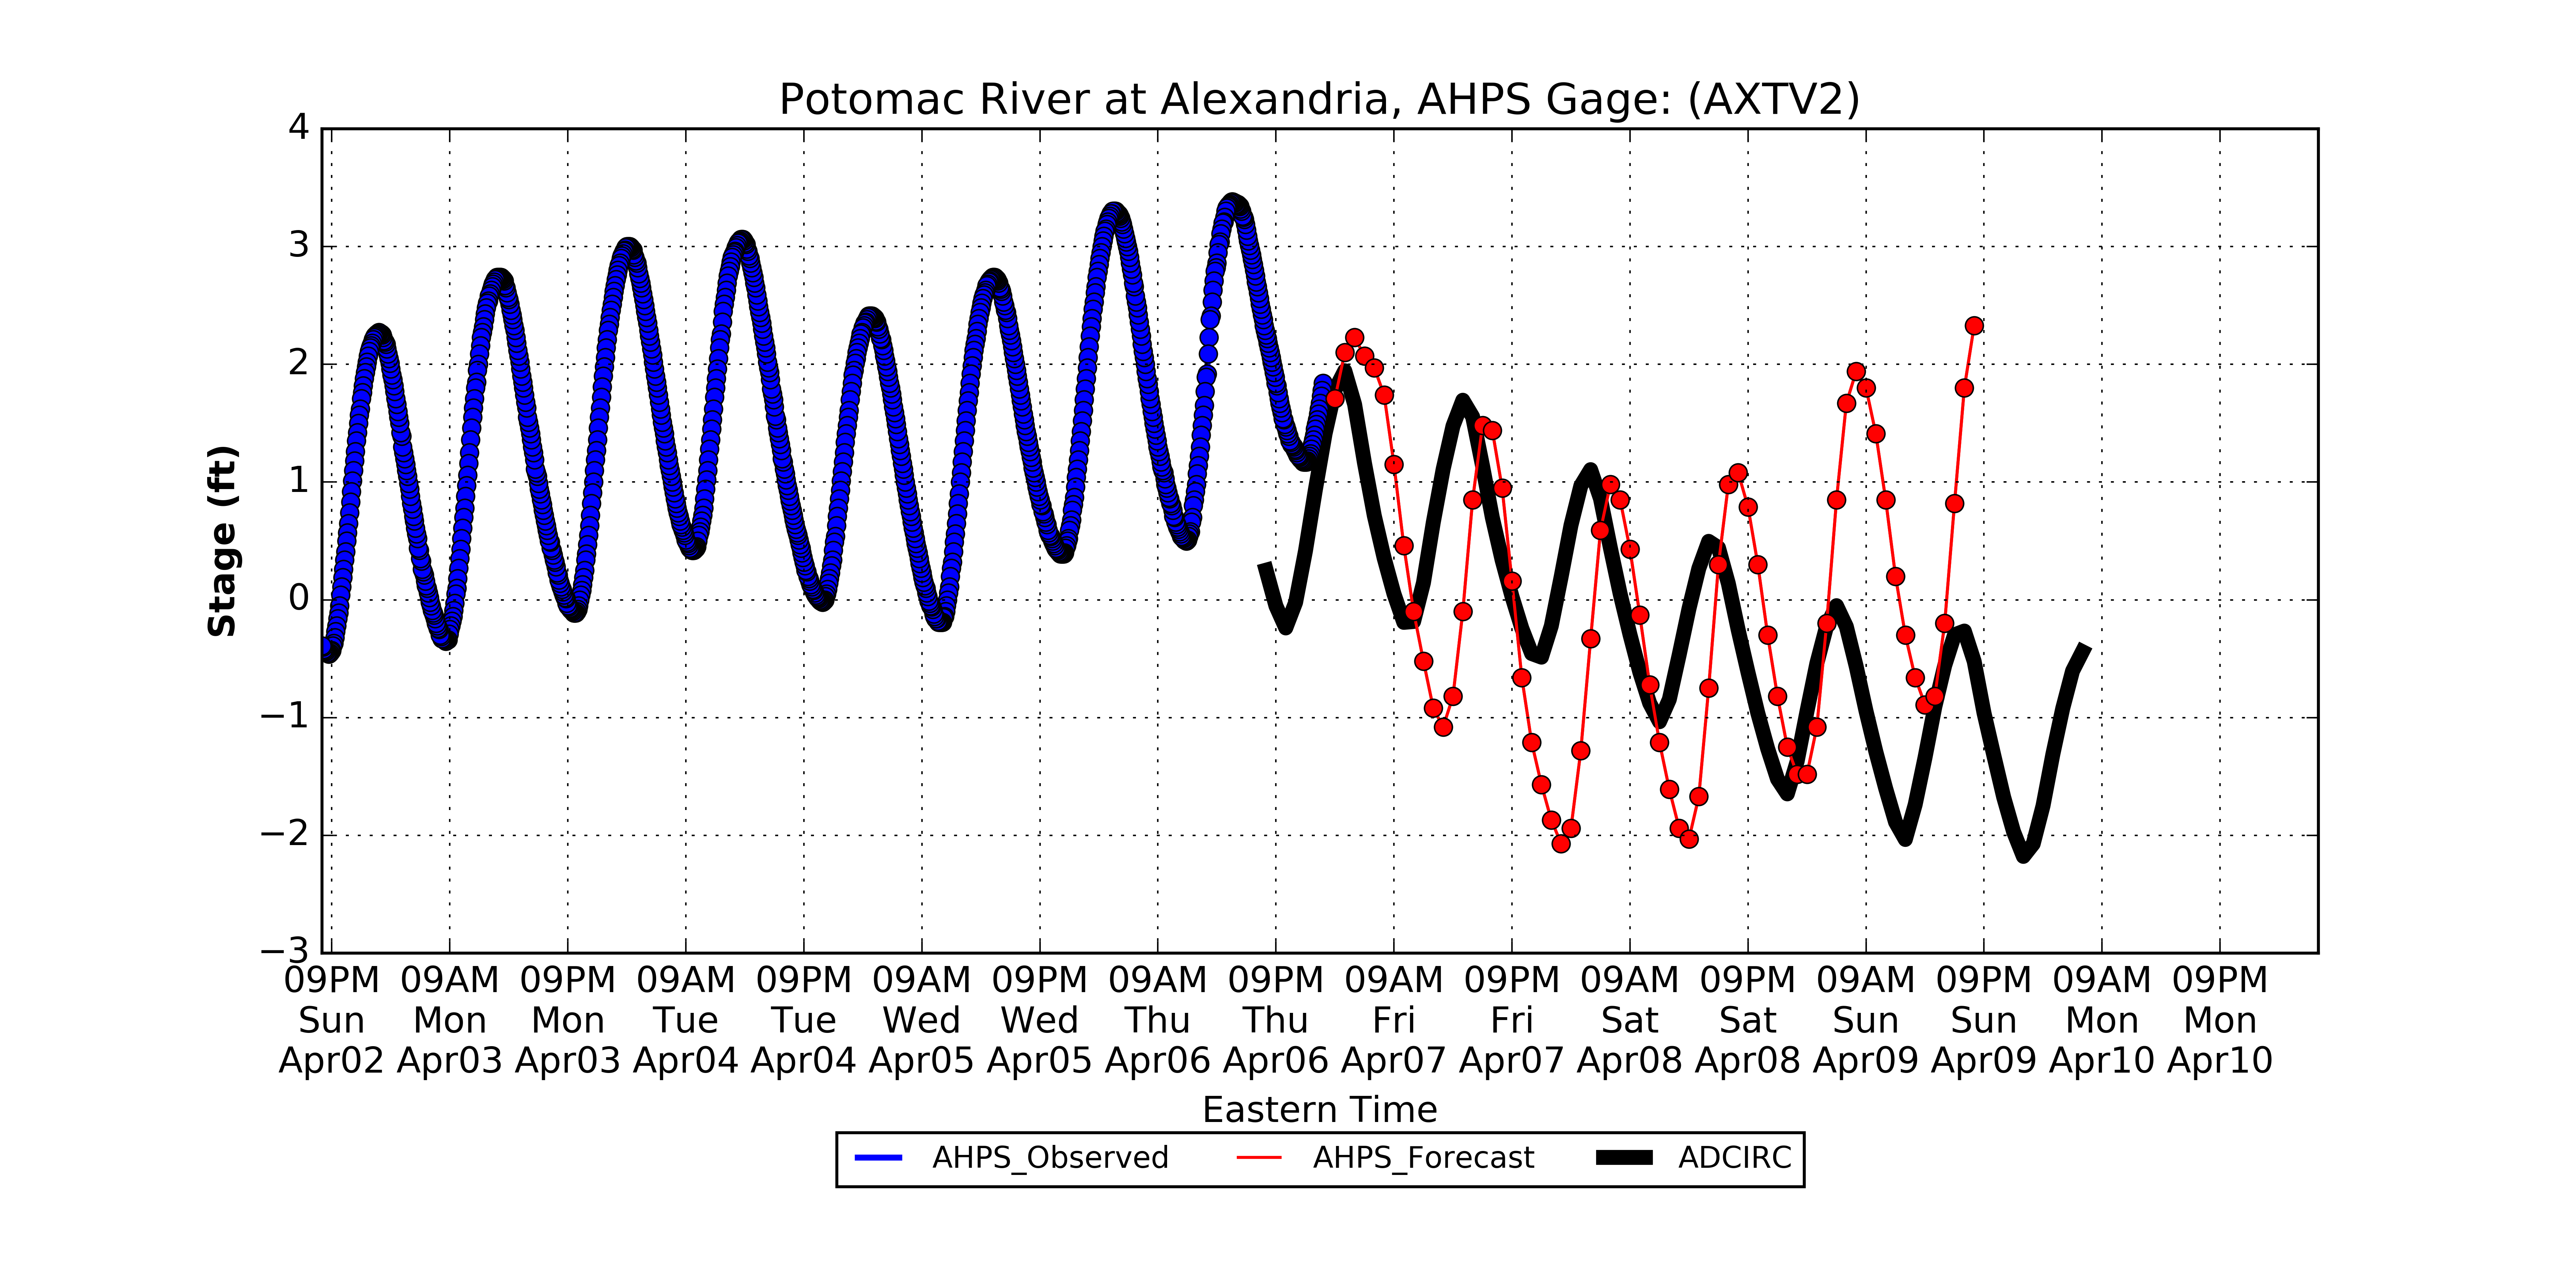 Potomac River at Alexandria, AHPS Gage: (AXTV2)
4
3
2
1
0
−1
−2
−3
Stage (ft)
09PM 09AM 09PM 09AM 09PM 09AM 09PM 09AM 09PM 09AM 09PM 09AM 09PM 09AM 09PM 09AM 09PM
Sun Mon Mon Tue Tue Wed Wed Thu Thu Fri Fri Sat Sat Sun Sun Mon Mon
Apr02 Apr03 Apr03 Apr04 Apr04 Apr05 Apr05 Apr06 Apr06 Apr07 Apr07 Apr08 Apr08 Apr09 Apr09 Apr10 Apr10
Eastern Time
AHPS_Observed AHPS_Forecast ADCIRC